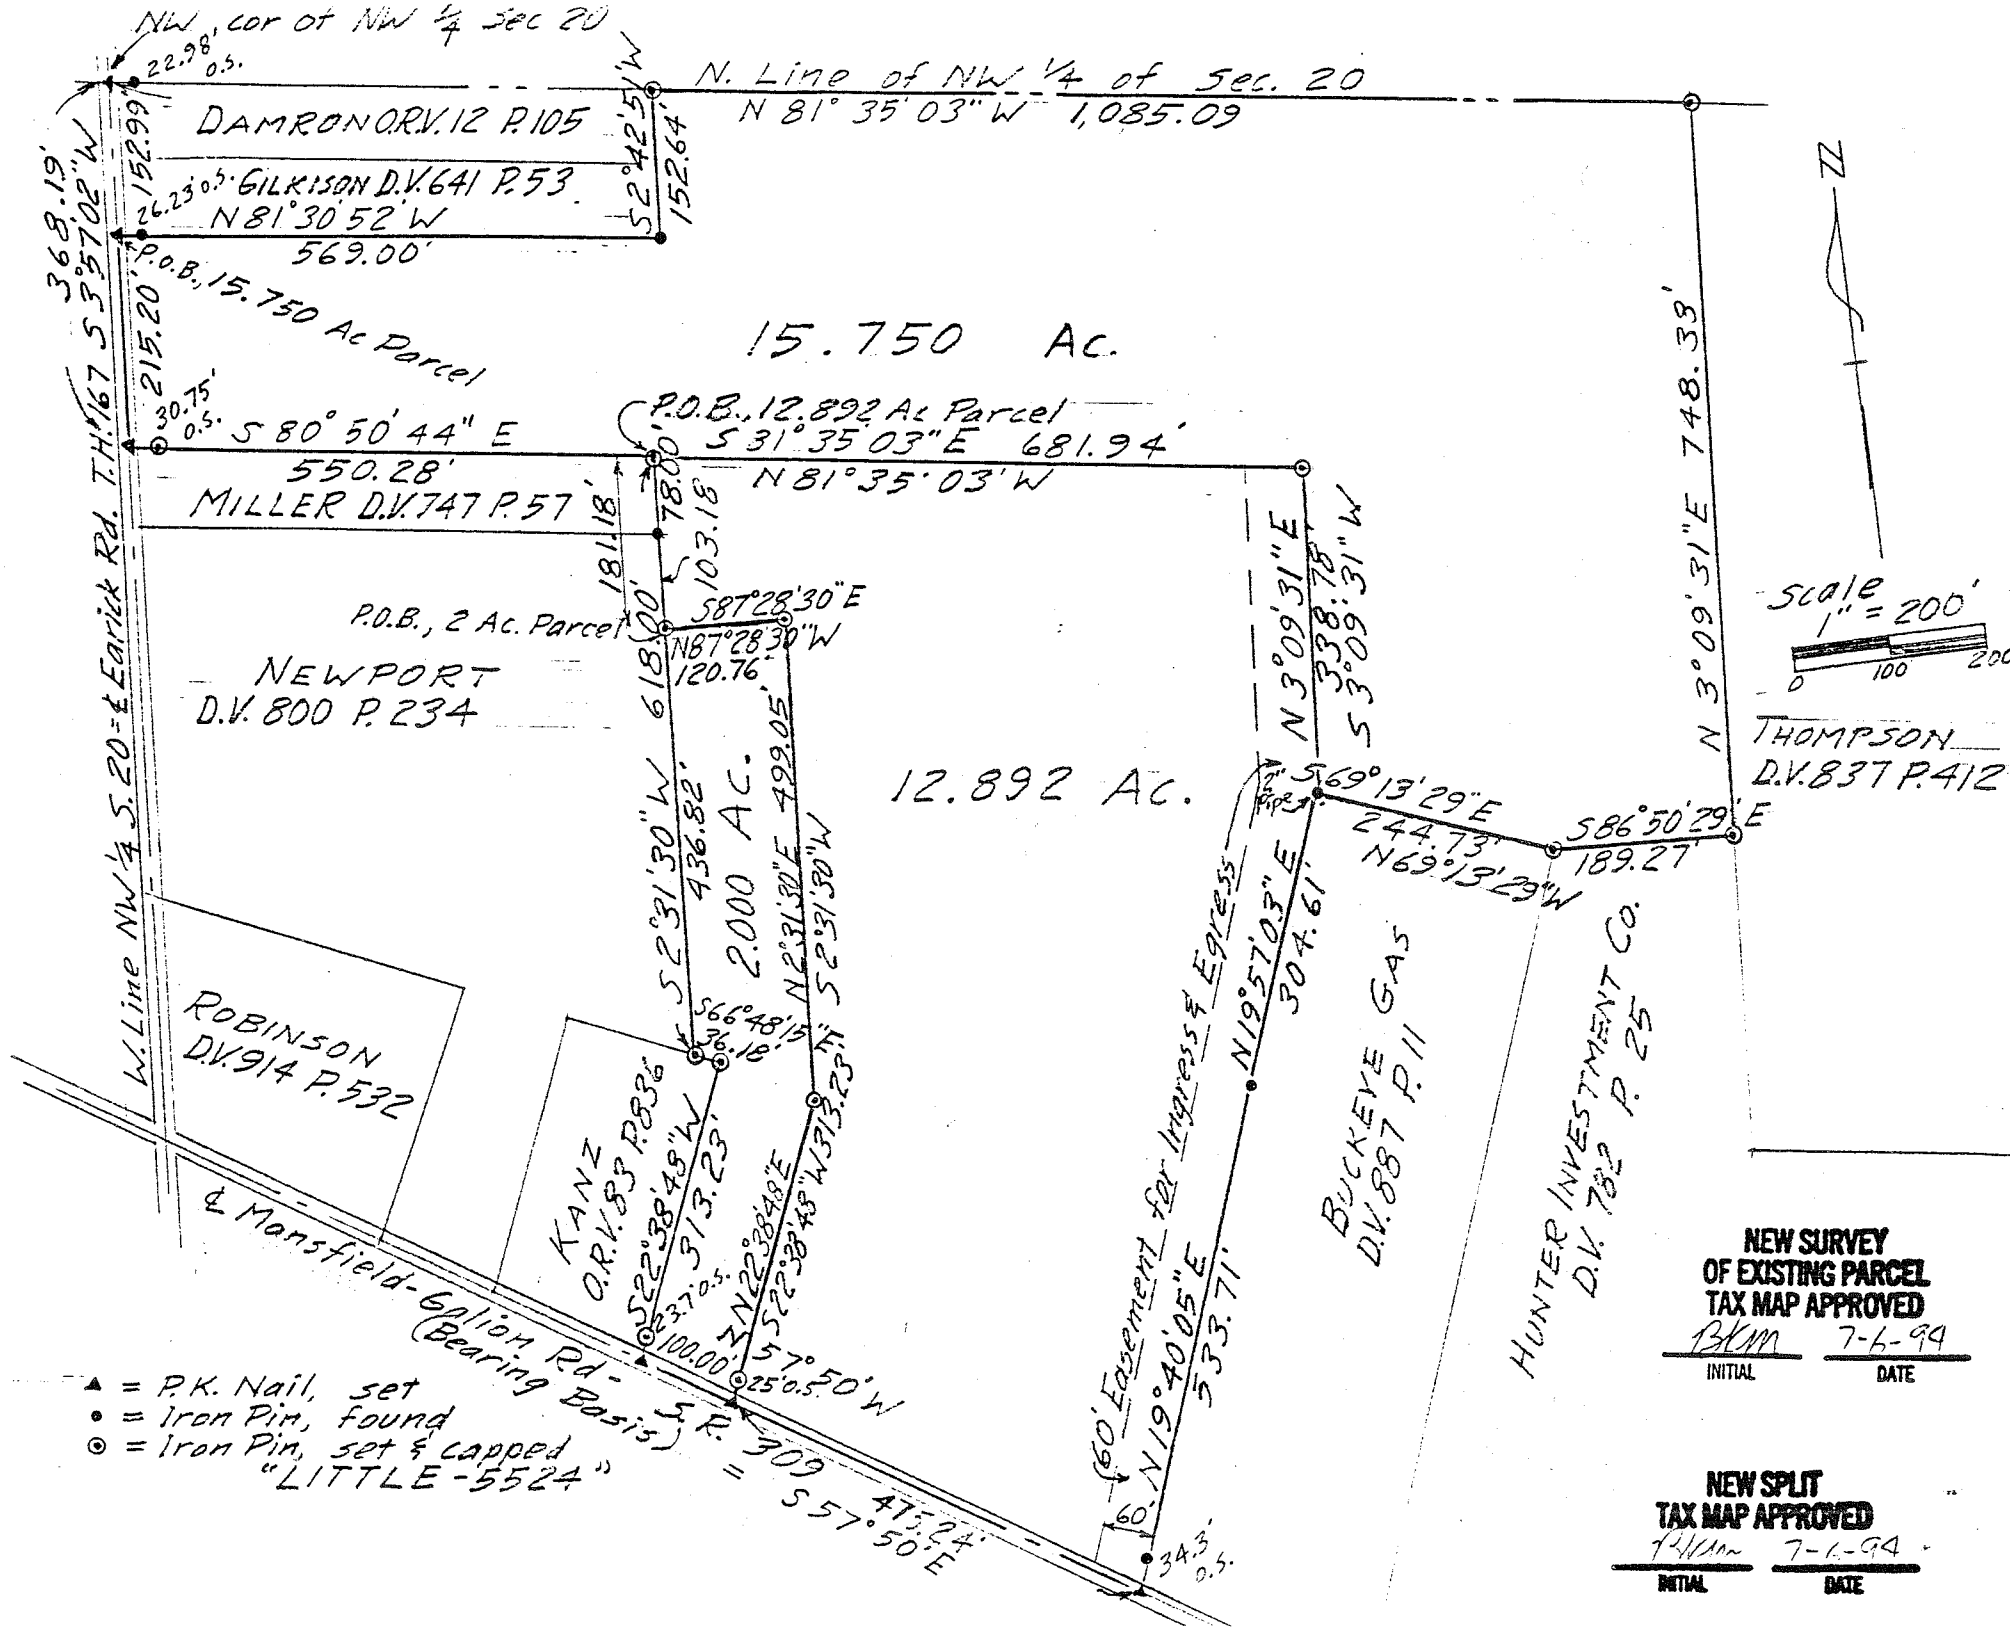 NW cor of NW 1/4 Sec 20
22.98' o.s.
N. Line of NW 1/4 of Sec. 20
N 81° 35' 03" W 1,085.09
DAMRON O.R.V. 12 P. 105
152.99'
S 2° 42' 51" W
152.64'
26.23' o.s.
GILKISON D.V. 641 P. 53
N 81° 30' 52" W
569.00'
368.19'
S 3° 57' 02" W
P.O.B., 15.750 Ac Parcel
215.20'
W. Line NW 1/4 S. 20 = ℄ Earick Rd. T.H. #167
15.750 Ac.
30.75' o.s.
S 80° 50' 44" E
550.28'
P.O.B., 12.892 Ac Parcel
S 31° 35' 03" E 681.94'
N 81° 35' 03" W
MILLER D.V. 747 P. 57
78.00'
181.18'
103.18
P.O.B., 2 Ac. Parcel
S 87° 28' 30" E
N 87° 28' 30" W
120.76'
NEWPORT
D.V. 800 P. 234
S 2° 31' 30" W 618.00'
436.82'
2.000 AC.
N 2° 31' 30" E 499.05'
S 2° 31' 30" W
12.892 Ac.
N 3° 09' 31" E
338.78'
S 3° 09' 31" W
N 3° 09' 31" E 748.33'
Scale
1" = 200'
0 100 200
THOMPSON
D.V. 837 P. 412
2" pipe
S 69° 13' 29" E
244.73'
N 69° 13' 29" W
S 86° 50' 29" E
189.27'
N 19° 57' 03" E
304.61'
ROBINSON
D.V. 914 P. 532
S 66° 48' 15" E
36.18'
KANZ
O.R.V. 83 P. 836
S 22° 38' 48" W
313.23'
N 22° 38' 48" E
S 22° 38' 48" W 313.23'
23.7' o.s.
100.00'
N 57° 50' W
25' o.s.
60' Easement for Ingress & Egress
N 19° 40' 05" E
533.71'
60
34.3' o.s.
BUCKEYE GAS
D.V. 887 P. 11
HUNTER INVESTMENT CO.
D.V. 782 P. 25
℄ Mansfield-Galion Rd - S.R. 309
(Bearing Basis) = S 57° 50' E
475.24'
▲ = P.K. Nail, set
● = Iron Pin, found
⊙ = Iron Pin, set & capped
"LITTLE-5524"
NEW SURVEY
OF EXISTING PARCEL
TAX MAP APPROVED
BKM 7-6-94
INITIAL DATE
NEW SPLIT
TAX MAP APPROVED
7-6-94
INITIAL DATE